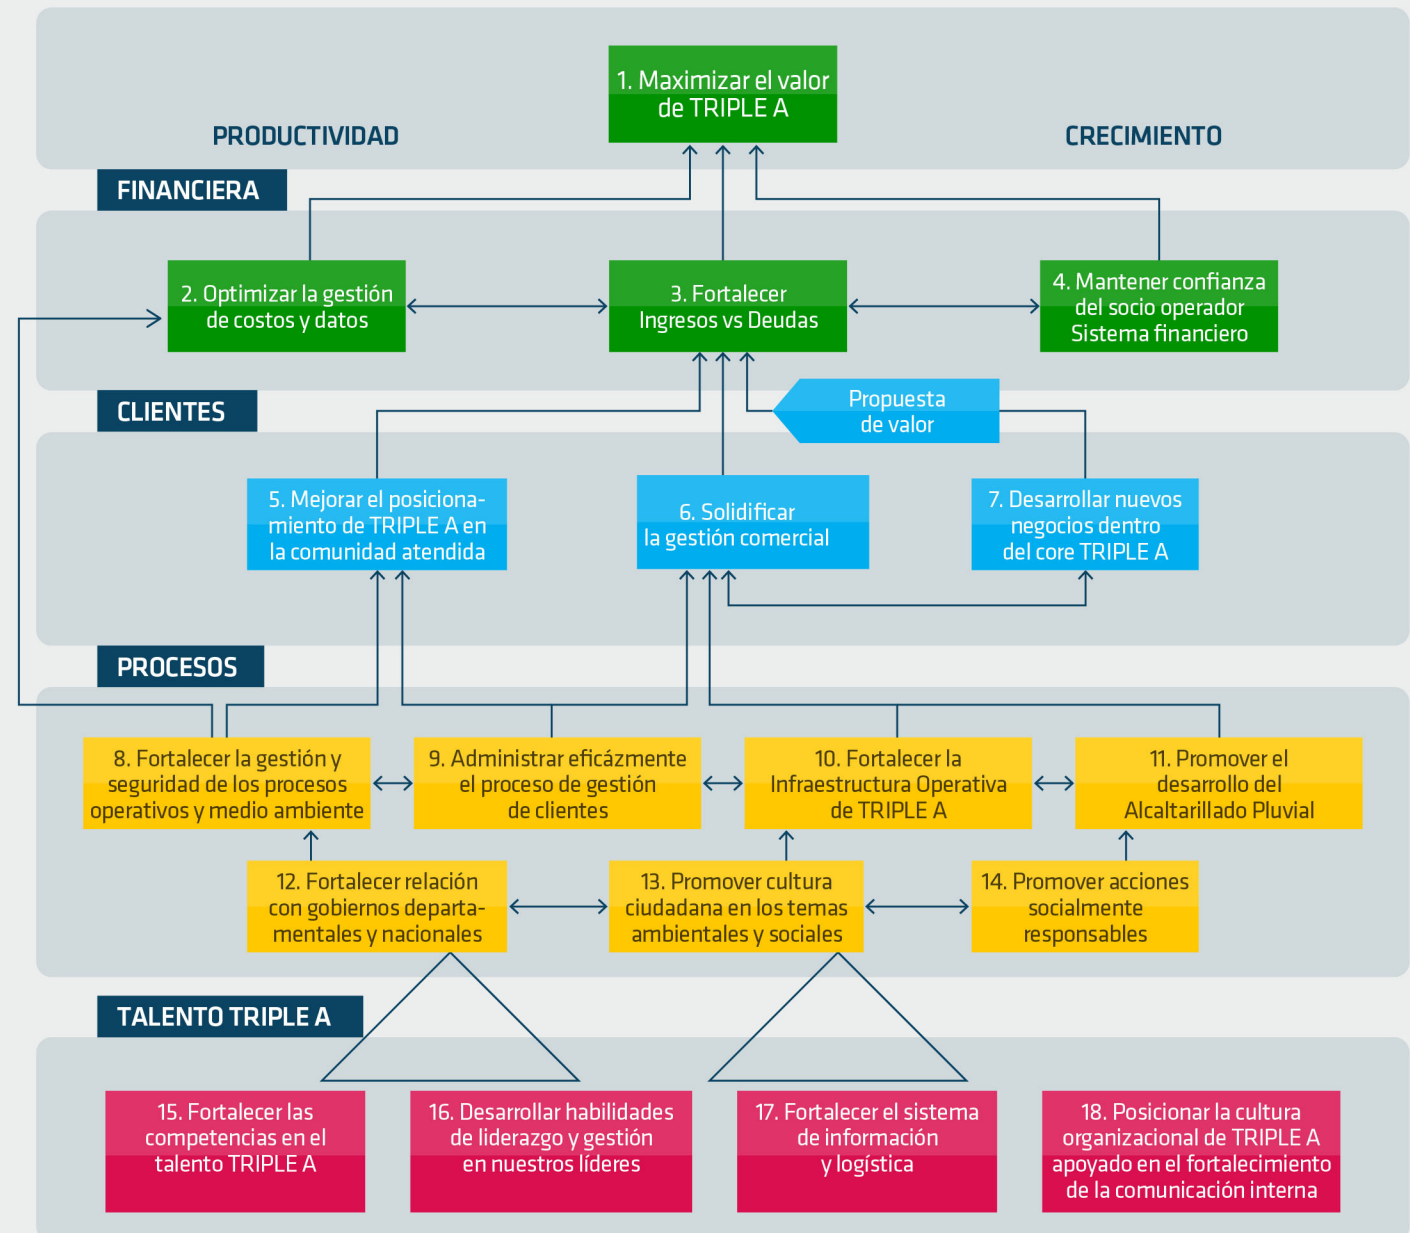 1. Maximizar el valor
de TRIPLE A
PRODUCTIVIDAD
CRECIMIENTO
FINANCIERA
2. Optimizar la gestión
de costos y datos
3. Fortalecer
Ingresos vs Deudas
4. Mantener confianza
del socio operador
Sistema financiero
CLIENTES
Propuesta
de valor
5. Mejorar el posiciona-
miento de TRIPLE A en
la comunidad atendida
6. Solidificar
la gestión comercial
7. Desarrollar nuevos
negocios dentro
del core TRIPLE A
PROCESOS
8. Fortalecer la gestión y
seguridad de los procesos
operativos y medio ambiente
9. Administrar eficázmente
el proceso de gestión
de clientes
10. Fortalecer la
Infraestructura Operativa
de TRIPLE A
11. Promover el
desarrollo del
Alcaltarillado Pluvial
12. Fortalecer relación
con gobiernos departa-
mentales y nacionales
13. Promover cultura
ciudadana en los temas
ambientales y sociales
14. Promover acciones
socialmente
responsables
TALENTO TRIPLE A
15. Fortalecer las
competencias en el
talento TRIPLE A
16. Desarrollar habilidades
de liderazgo y gestión
en nuestros líderes
17. Fortalecer el sistema
de información
y logística
18. Posicionar la cultura
organizacional de TRIPLE A
apoyado en el fortalecimiento
de la comunicación interna